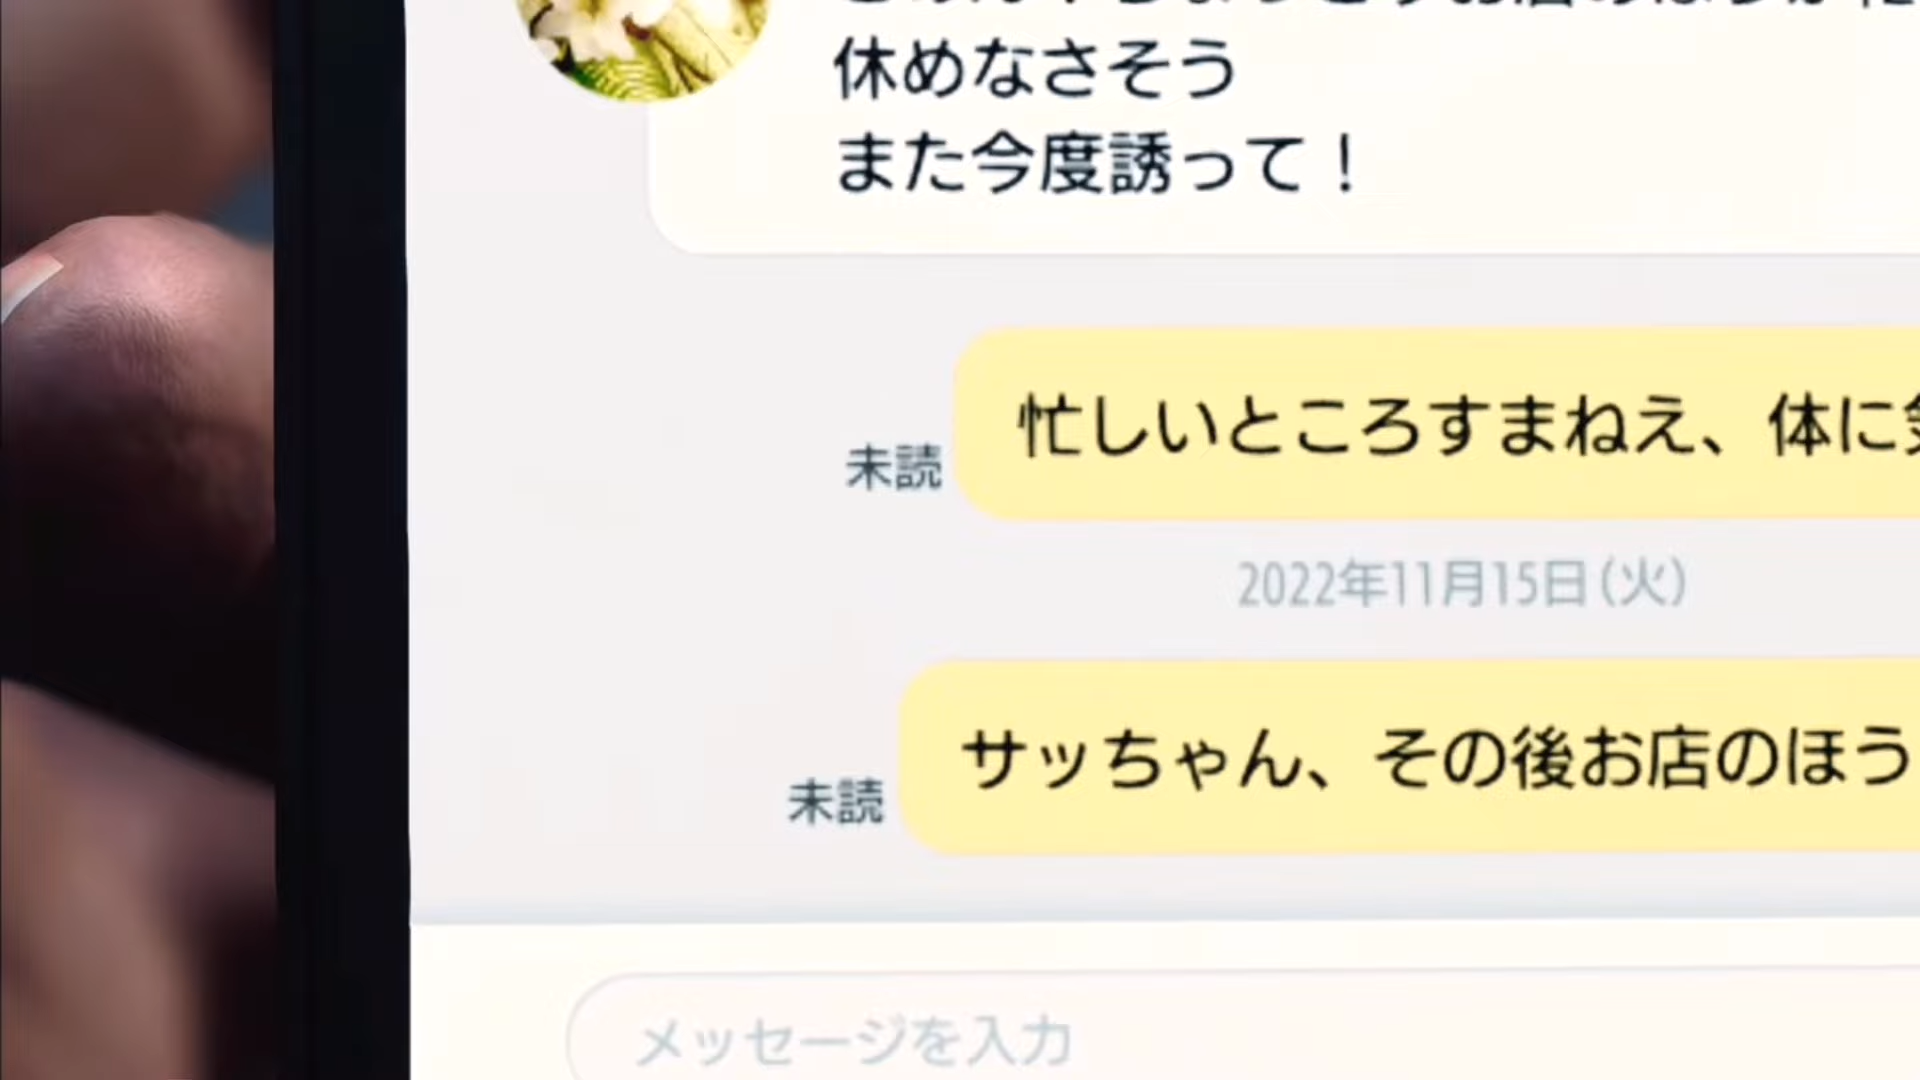 休めなさそう
また今度誘って！
忙しいところすまねえ、体に
未読
2022年11月15日(火)
サッちゃん、その後お店のほう
未読
メッセージを入力